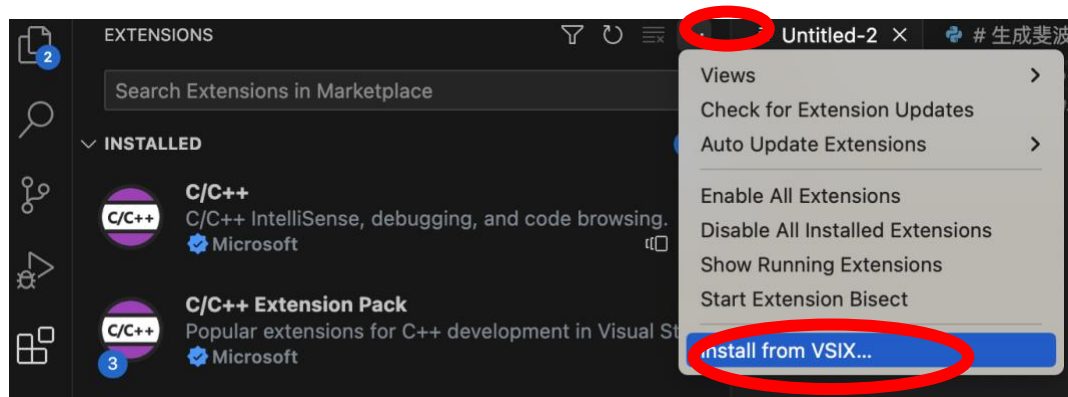 EXTENSIONS
Untitled-2
# 生成斐波
2
Search Extensions in Marketplace
INSTALLED
C/C++
C/C++
C/C++ IntelliSense, debugging, and code browsing.
Microsoft
C/C++ Extension Pack
C/C++
Popular extensions for C++ development in Visual St
3
Microsoft
Views
Check for Extension Updates
Auto Update Extensions
Enable All Extensions
Disable All Installed Extensions
Show Running Extensions
Start Extension Bisect
Install from VSIX...